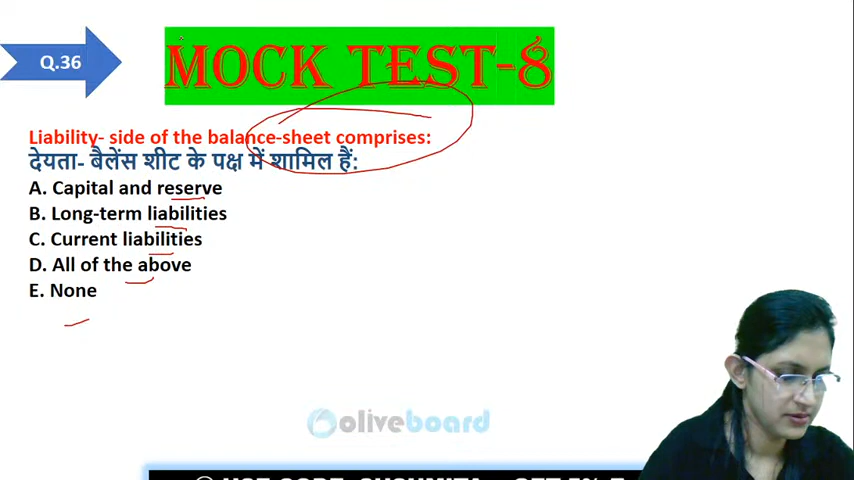 Q.36
MOCK TEST-8
Liability- side of the balance-sheet comprises:
देयता- बैलेंस शीट के पक्ष में शामिल हैं:
A. Capital and reserve
B. Long-term liabilities
C. Current liabilities
D. All of the above
E. None
oliveboard